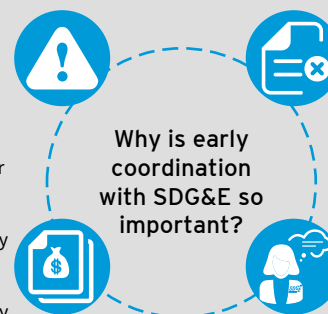 Why is early
coordination
with SDG&E so
important?
$